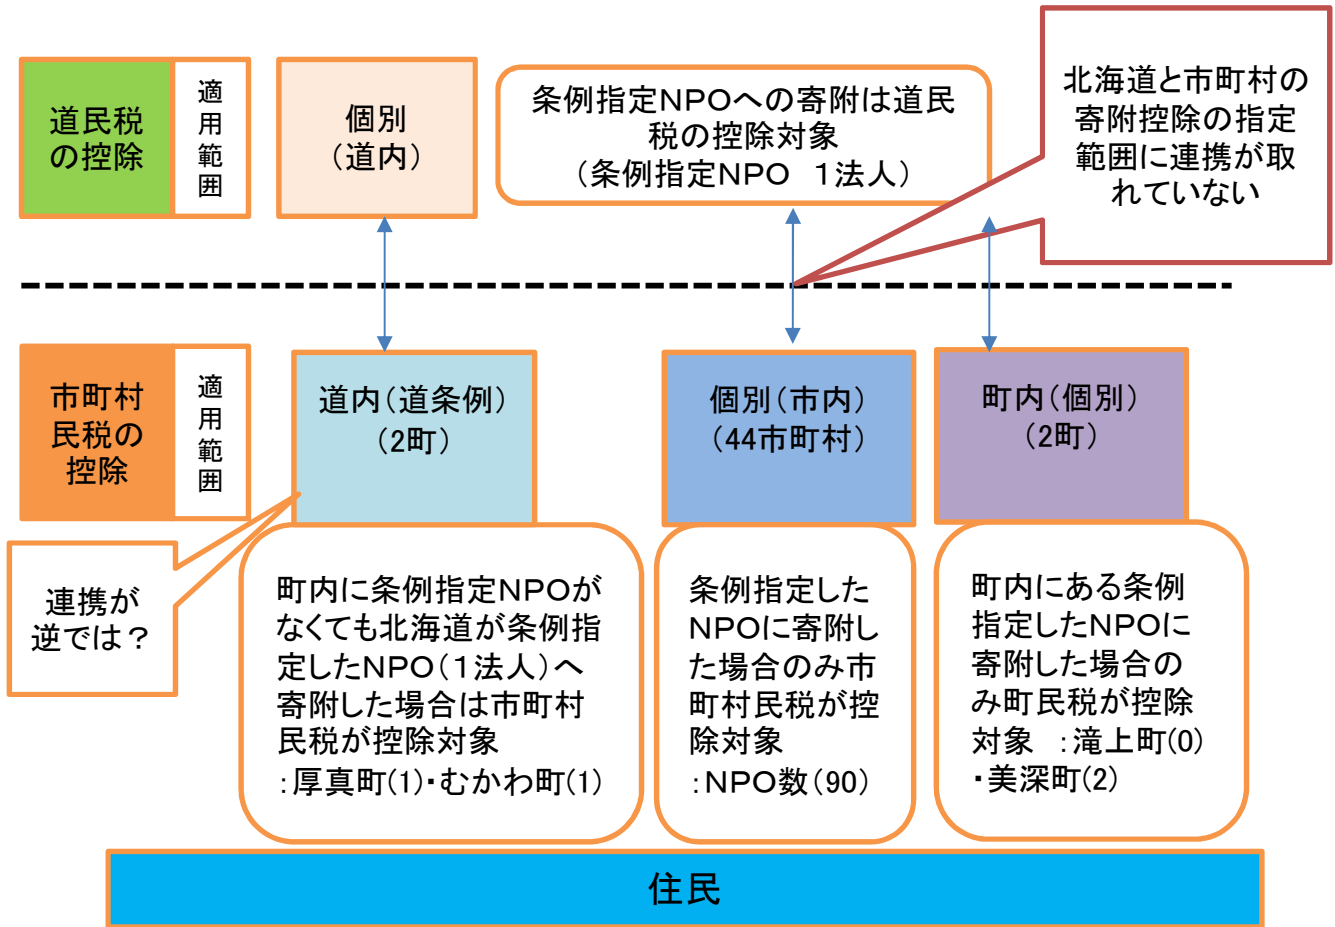 道民税
の控除
適
用
範
囲
個別
（道内）
条例指定NPOへの寄附は道民
税の控除対象
（条例指定NPO　1法人）
北海道と市町村の
寄附控除の指定
範囲に連携が取
れていない
市町村
民税の
控除
適
用
範
囲
道内（道条例）
（2町）
個別（市内）
（44市町村）
町内（個別）
（2町）
連携が
逆では？
町内に条例指定NPOが
なくても北海道が条例指
定したNPO（１法人）へ
寄附した場合は市町村
民税が控除対象
：厚真町(1)・むかわ町(1)
条例指定した
NPOに寄附し
た場合のみ市
町村民税が控
除対象
：NPO数(90)
町内にある条例
指定したNPOに
寄附した場合の
み町民税が控除
対象　：滝上町(0)
・美深町(2)
住民